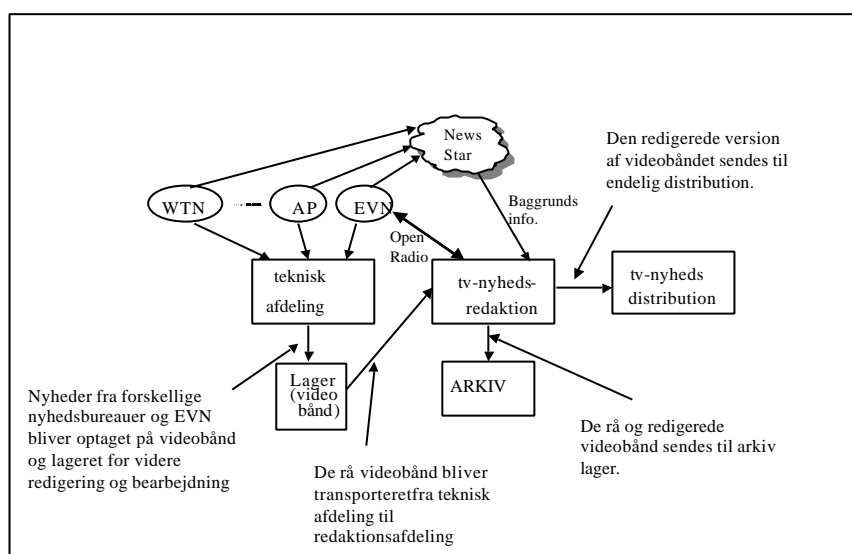 News
Star
Den redigerede version
af videobåndet sendes til
endelig distribution.
WTN
AP
EVN
Baggrunds
info.
Open
Radio
teknisk
afdeling
tv-nyheds-
redaktion
tv-nyheds
distribution
Lager
(video
bånd)
ARKIV
Nyheder fra forskellige
nyhedsbureauer og EVN
bliver optaget på videobånd
og lageret for videre
redigering og bearbejdning
De rå videobånd bliver
transporteretfra teknisk
afdeling til
redaktionsafdeling
De rå og redigerede
videobånd sendes til arkiv
lager.